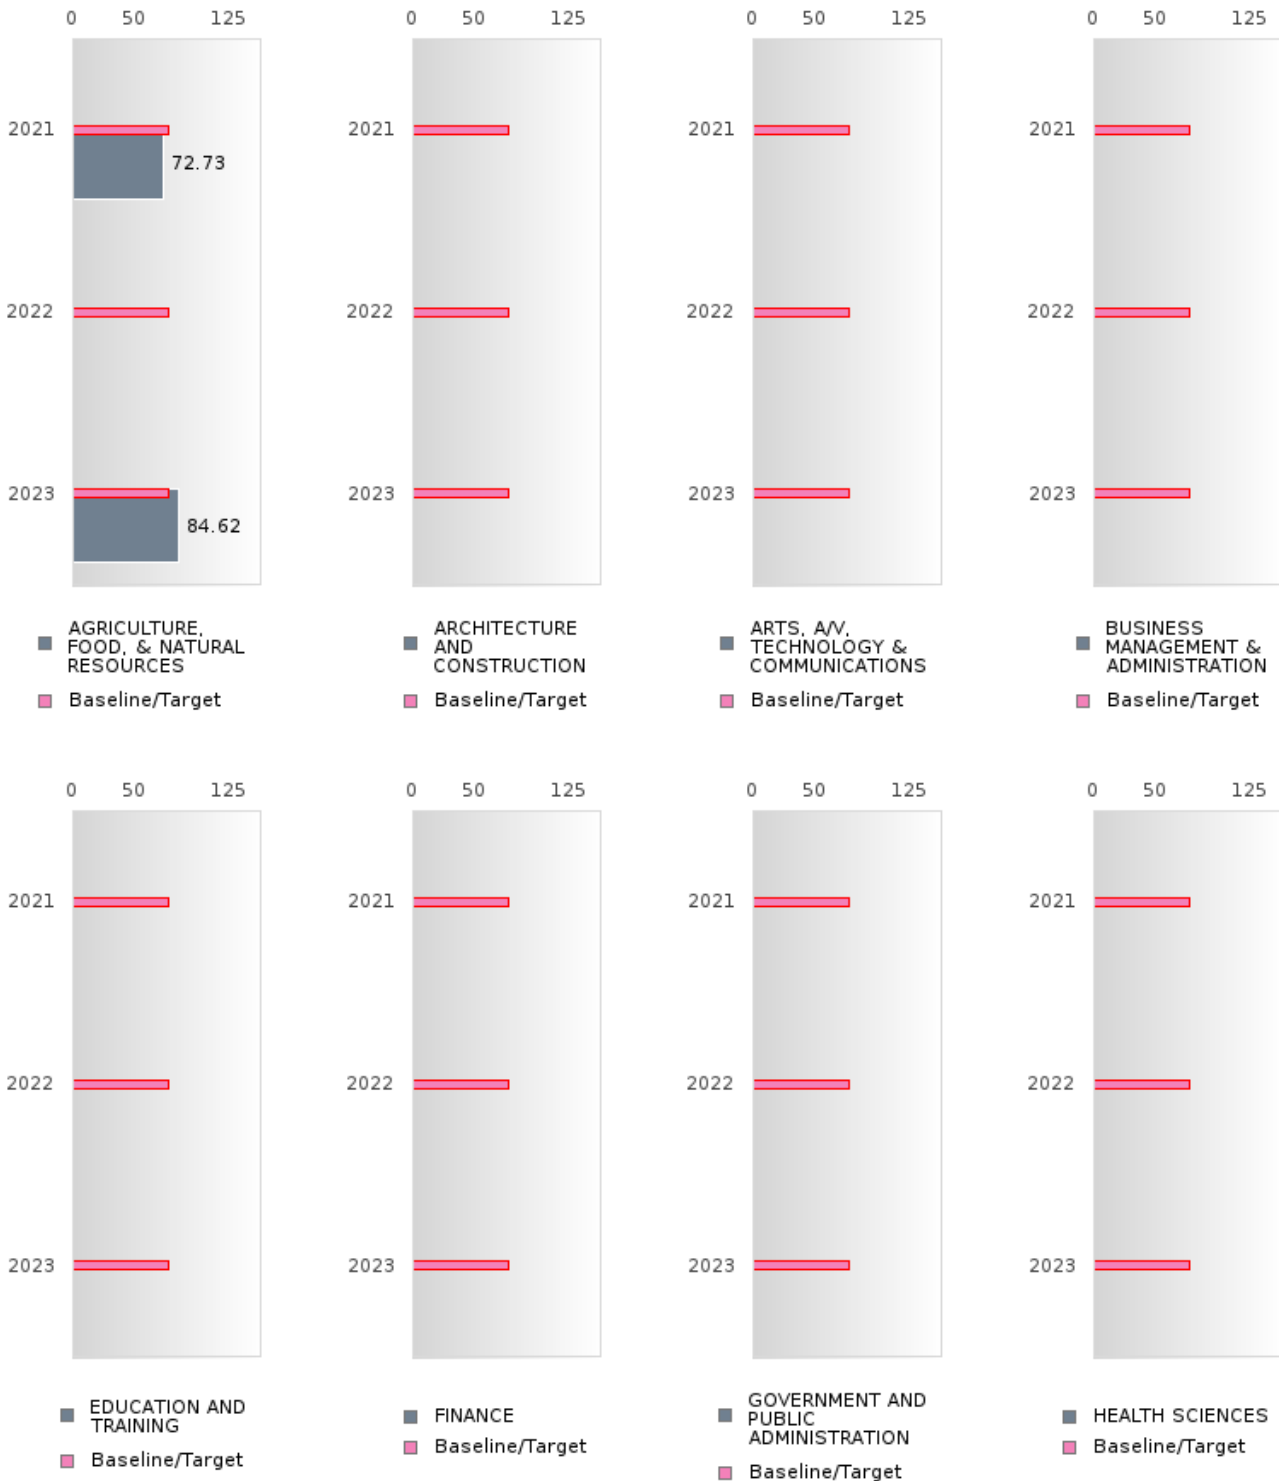 0 50 125
0 50 125
0 50 125
0 50 125
2021
72.73
2022
2023
84.62
2021
2022
2023
2021
2022
2023
2021
2022
2023
AGRICULTURE,
FOOD, & NATURAL
RESOURCES
Baseline/Target
ARCHITECTURE
AND
CONSTRUCTION
Baseline/Target
ARTS, A/V,
TECHNOLOGY &
COMMUNICATIONS
Baseline/Target
BUSINESS
MANAGEMENT &
ADMINISTRATION
Baseline/Target
0 50 125
0 50 125
0 50 125
0 50 125
2021
2022
2023
2021
2022
2023
2021
2022
2023
2021
2022
2023
EDUCATION AND
TRAINING
Baseline/Target
FINANCE
Baseline/Target
GOVERNMENT AND
PUBLIC
ADMINISTRATION
Baseline/Target
HEALTH SCIENCES
Baseline/Target